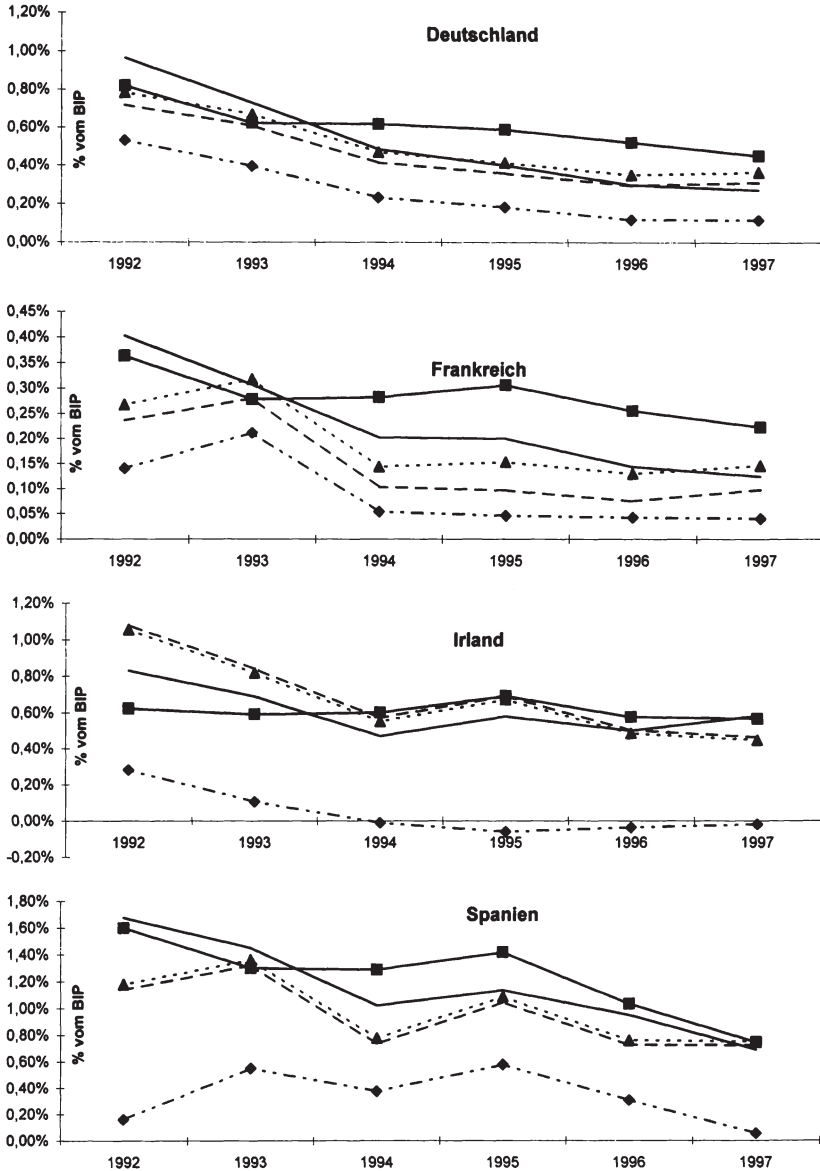 Deutschland
% vom BIP
1,20%
1,00%
0,80%
0,60%
0,40%
0,20%
0,00%
1992 1993 1994 1995 1996 1997
Frankreich
% vom BIP
0,45%
0,40%
0,35%
0,30%
0,25%
0,20%
0,15%
0,10%
0,05%
0,00%
1992 1993 1994 1995 1996 1997
Irland
% vom BIP
1,20%
1,00%
0,80%
0,60%
0,40%
0,20%
0,00%
-0,20%
1992 1993 1994 1995 1996 1997
Spanien
% vom BIP
1,80%
1,60%
1,40%
1,20%
1,00%
0,80%
0,60%
0,40%
0,20%
0,00%
1992 1993 1994 1995 1996 1997